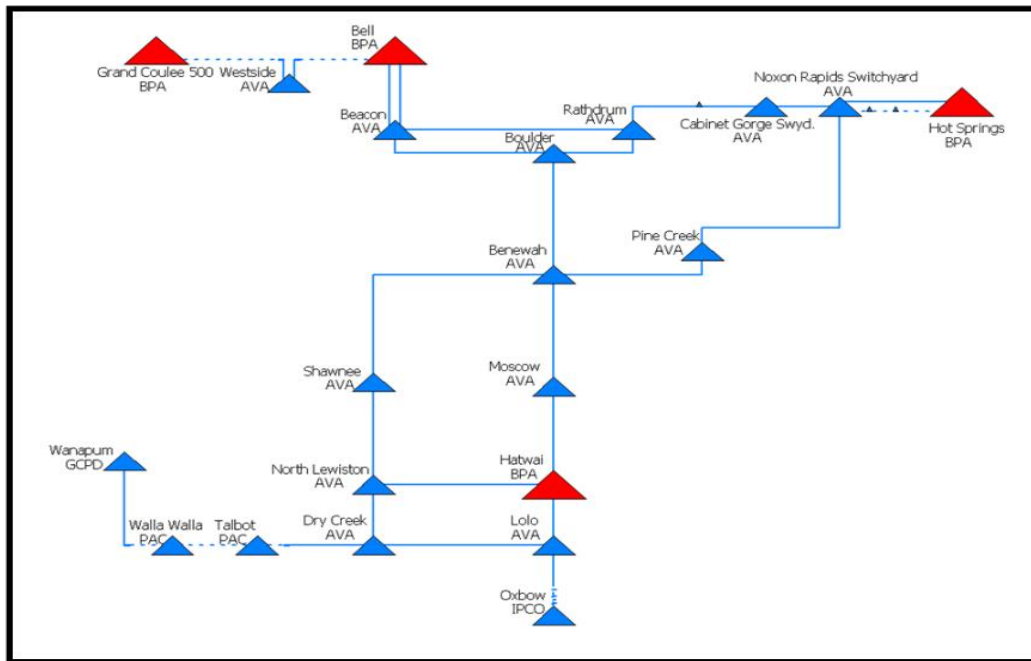 Bell
BPA
Grand Coulee 500
BPA
Westside
AVA
Noxon Rapids Switchyard
AVA
Beacon
AVA
Rathdrum
AVA
Cabinet Gorge Swyd.
AVA
Hot Springs
BPA
Boulder
AVA
Pine Creek
AVA
Benewah
AVA
Shawnee
AVA
Moscow
AVA
Wanapum
GCPD
North Lewiston
AVA
Hatwai
BPA
Walla Walla
PAC
Talbot
PAC
Dry Creek
AVA
Lolo
AVA
Oxbow
IPCO